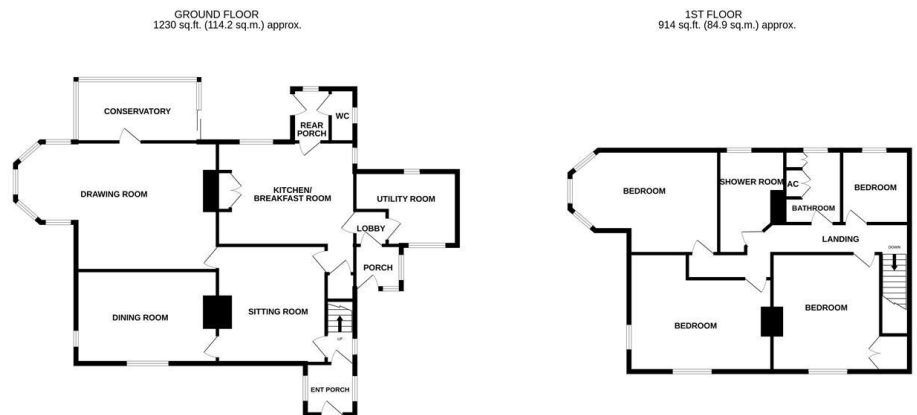 GROUND FLOOR
1230 sq.ft. (114.2 sq.m.) approx.
CONSERVATORY
REAR
PORCH
WC
DRAWING ROOM
KITCHEN/
BREAKFAST ROOM
UTILITY ROOM
LOBBY
PORCH
DINING ROOM
SITTING ROOM
UP
ENT PORCH
1ST FLOOR
914 sq.ft. (84.9 sq.m.) approx.
BEDROOM
SHOWER ROOM
AC
BATHROOM
BEDROOM
LANDING
DOWN
BEDROOM
BEDROOM